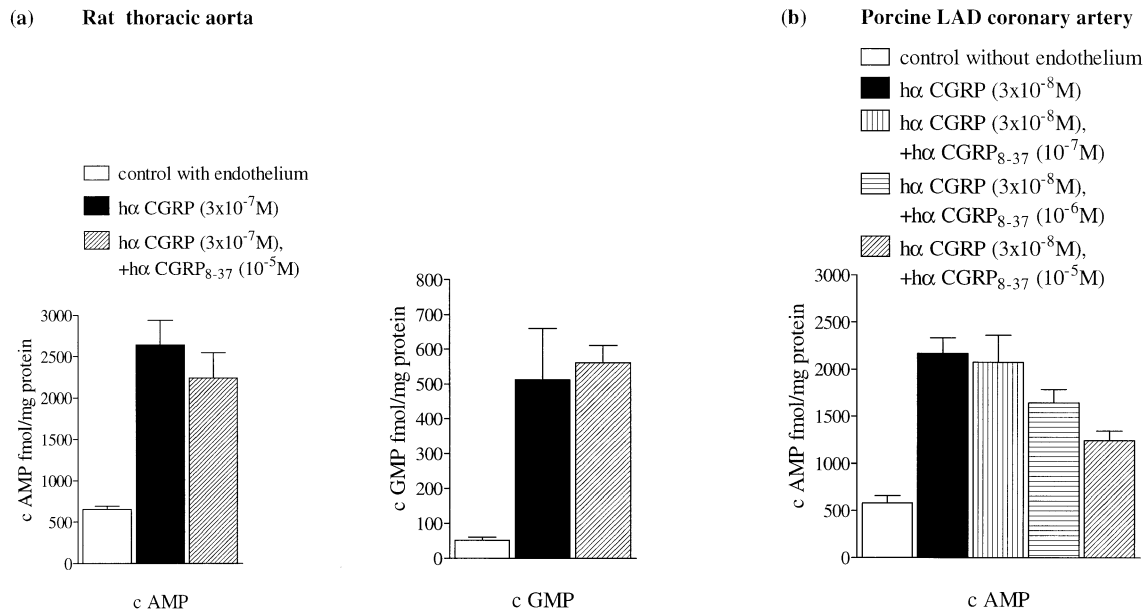 (a) Rat thoracic aorta
control with endothelium
hα CGRP (3x10⁻⁷M)
hα CGRP (3x10⁻⁷M),
+hα CGRP₈₋₃₇ (10⁻⁵M)
c AMP fmol/mg protein
3000
2500
2000
1500
1000
500
0
c AMP
c GMP fmol/mg protein
800
700
600
500
400
300
200
100
0
c GMP
(b) Porcine LAD coronary artery
control without endothelium
hα CGRP (3x10⁻⁸M)
hα CGRP (3x10⁻⁸M),
+hα CGRP₈₋₃₇ (10⁻⁷M)
hα CGRP (3x10⁻⁸M),
+hα CGRP₈₋₃₇ (10⁻⁶M)
hα CGRP (3x10⁻⁸M),
+hα CGRP₈₋₃₇ (10⁻⁵M)
c AMP fmol/mg protein
3000
2500
2000
1500
1000
500
0
c AMP